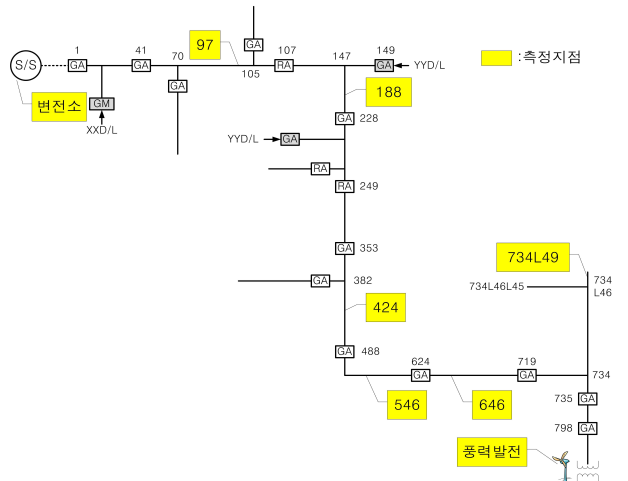 S/S
변전소
1
GA
GM
XXD/L
41
GA
70
GA
97
105
GA
107
RA
147
149
GA
YYD/L
:측정지점
188
GA
228
YYD/L
GA
RA
RA
249
GA
353
GA
382
424
GA
488
546
624
GA
646
719
GA
734L49
734
L46
734L46L45
734
735
GA
798
GA
풍력발전